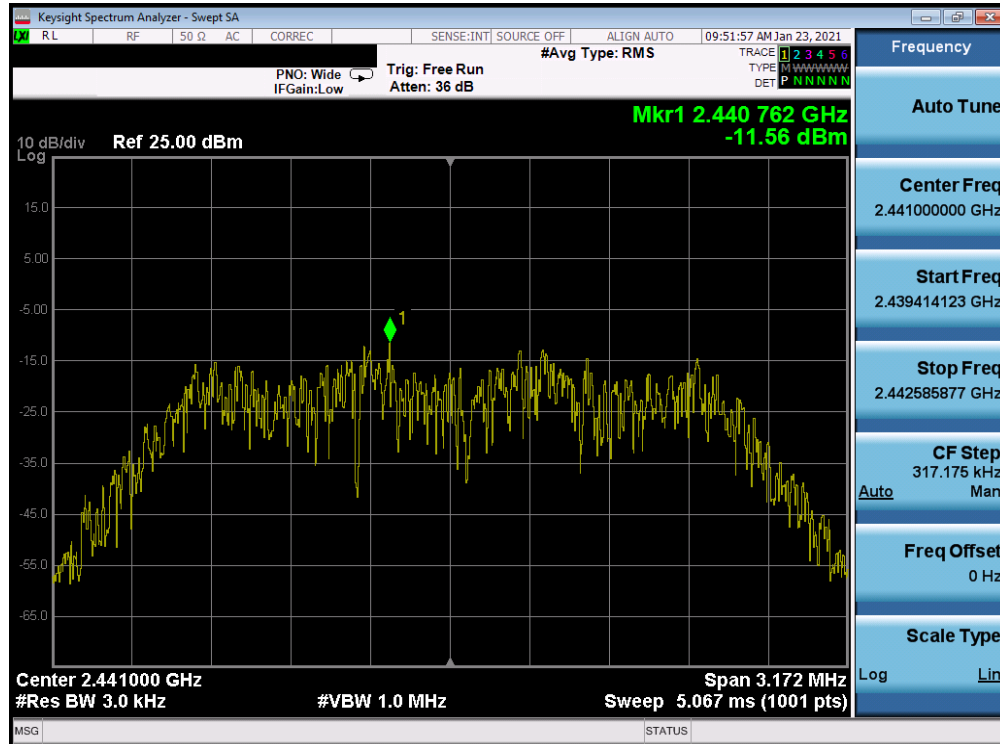 Keysight Spectrum Analyzer - Swept SA
LXI RL RF 50 Ω AC CORREC SENSE:INT SOURCE OFF ALIGN AUTO 09:51:57 AM Jan 23, 2021
#Avg Type: RMS
TRACE 1 2 3 4 5 6
TYPE M W W W W W
DET P N N N N N
PNO: Wide
IFGain:Low
Trig: Free Run
Atten: 36 dB
Mkr1 2.440 762 GHz
-11.56 dBm
10 dB/div Ref 25.00 dBm
Log
15.0
5.00
-5.00
-15.0
-25.0
-35.0
-45.0
-55.0
-65.0
1
Center 2.441000 GHz Span 3.172 MHz
#Res BW 3.0 kHz #VBW 1.0 MHz Sweep 5.067 ms (1001 pts)
MSG STATUS
Frequency
Auto Tune
Center Freq
2.441000000 GHz
Start Freq
2.439414123 GHz
Stop Freq
2.442585877 GHz
CF Step
317.175 kHz
Auto Man
Freq Offset
0 Hz
Scale Type
Log Lin